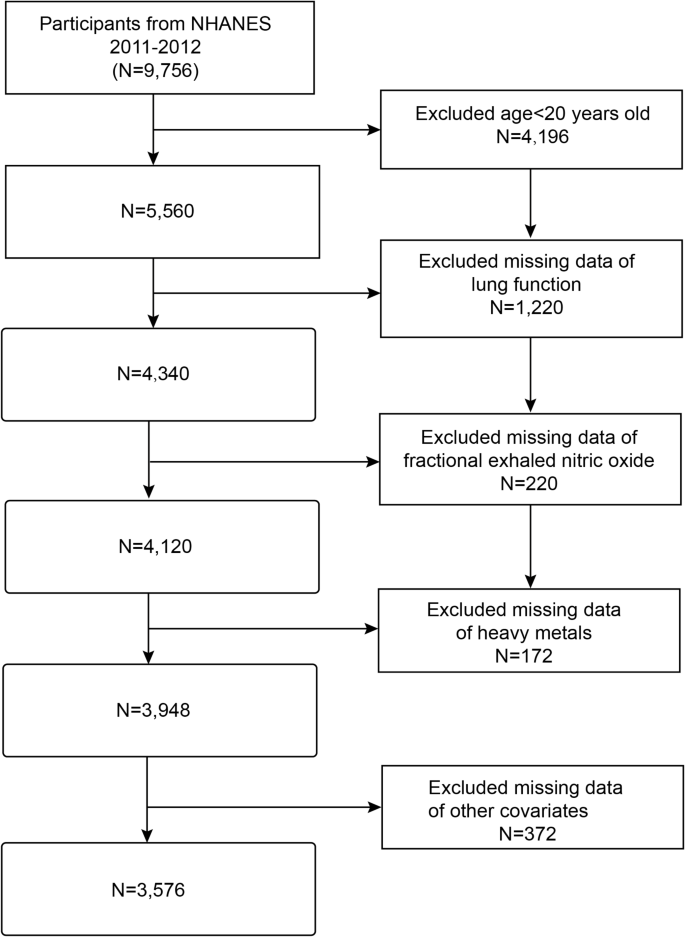 Participants from NHANES
2011-2012
(N=9,756)
Excluded age<20 years old
N=4,196
N=5,560
Excluded missing data of
lung function
N=1,220
N=4,340
Excluded missing data of
fractional exhaled nitric oxide
N=220
N=4,120
Excluded missing data
of heavy metals
N=172
N=3,948
Excluded missing data
of other covariates
N=372
N=3,576